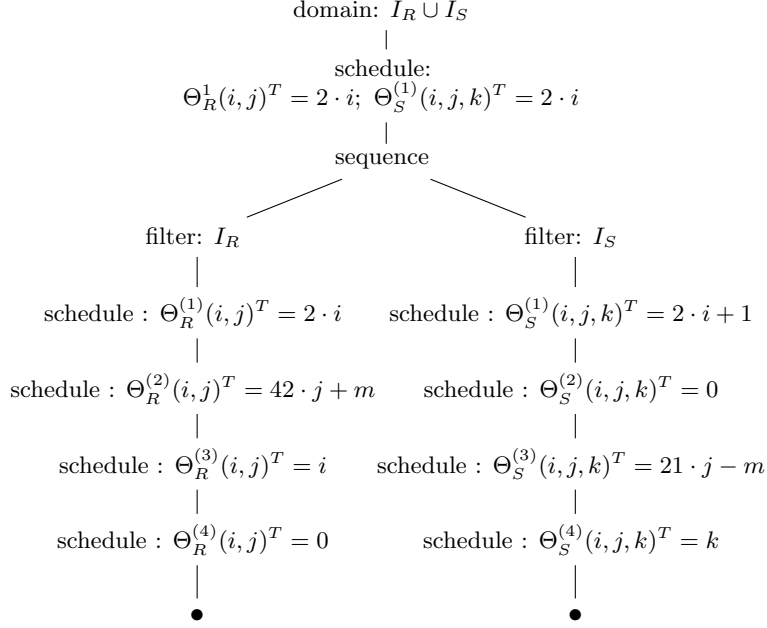 domain: I_R ∪ I_S
schedule:
Θ_R^1(i, j)^T = 2 · i; Θ_S^(1)(i, j, k)^T = 2 · i
sequence
filter: I_R
filter: I_S
schedule : Θ_R^(1)(i, j)^T = 2 · i
schedule : Θ_S^(1)(i, j, k)^T = 2 · i + 1
schedule : Θ_R^(2)(i, j)^T = 42 · j + m
schedule : Θ_S^(2)(i, j, k)^T = 0
schedule : Θ_R^(3)(i, j)^T = i
schedule : Θ_S^(3)(i, j, k)^T = 21 · j − m
schedule : Θ_R^(4)(i, j)^T = 0
schedule : Θ_S^(4)(i, j, k)^T = k